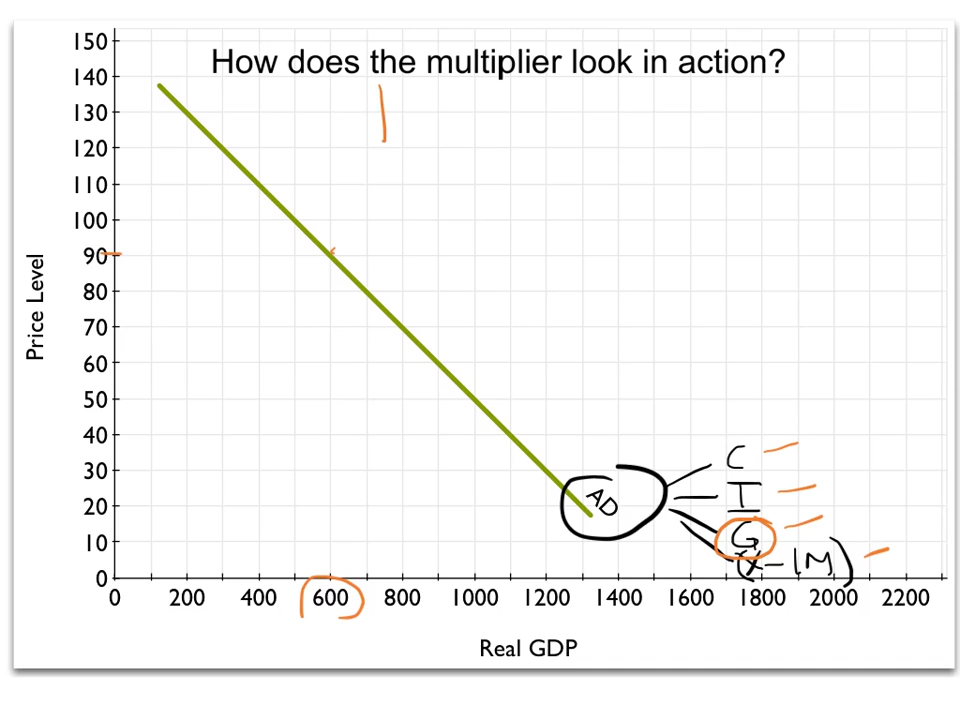 How does the multiplier look in action?
150
140
130
120
110
100
90
80
70
60
50
40
30
20
10
0
Price Level
AD
C
I
G
(X-IM)
0 200 400 600 800 1000 1200 1400 1600 1800 2000 2200
Real GDP